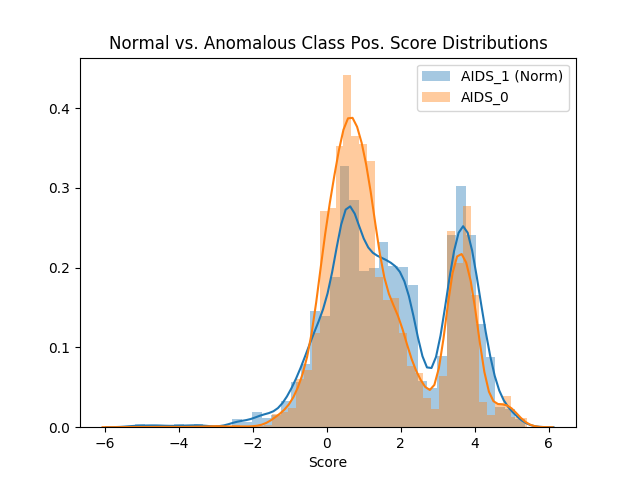 Normal vs. Anomalous Class Pos. Score Distributions
AIDS_1 (Norm)
AIDS_0
0.4
0.3
0.2
0.1
0.0
−6 −4 −2 0 2 4 6
Score